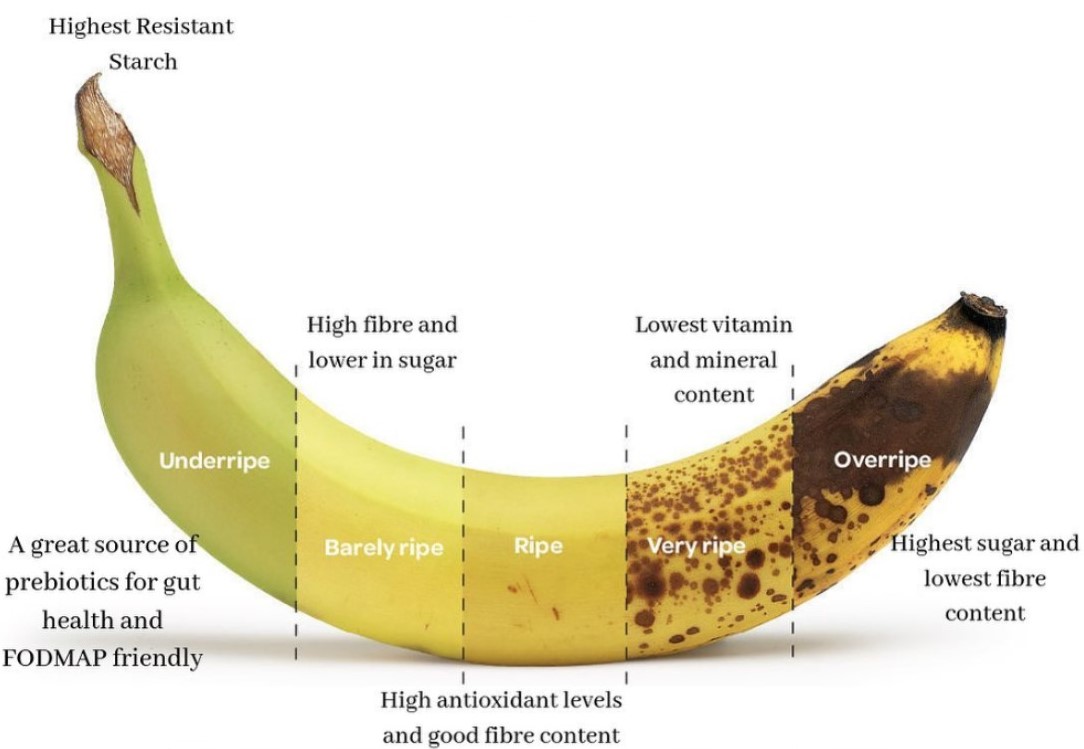 Highest Resistant
Starch
High fibre and
lower in sugar
Lowest vitamin
and mineral
content
Underripe
Barely ripe
Ripe
Very ripe
Overripe
A great source of
prebiotics for gut
health and
FODMAP friendly
Highest sugar and
lowest fibre
content
High antioxidant levels
and good fibre content